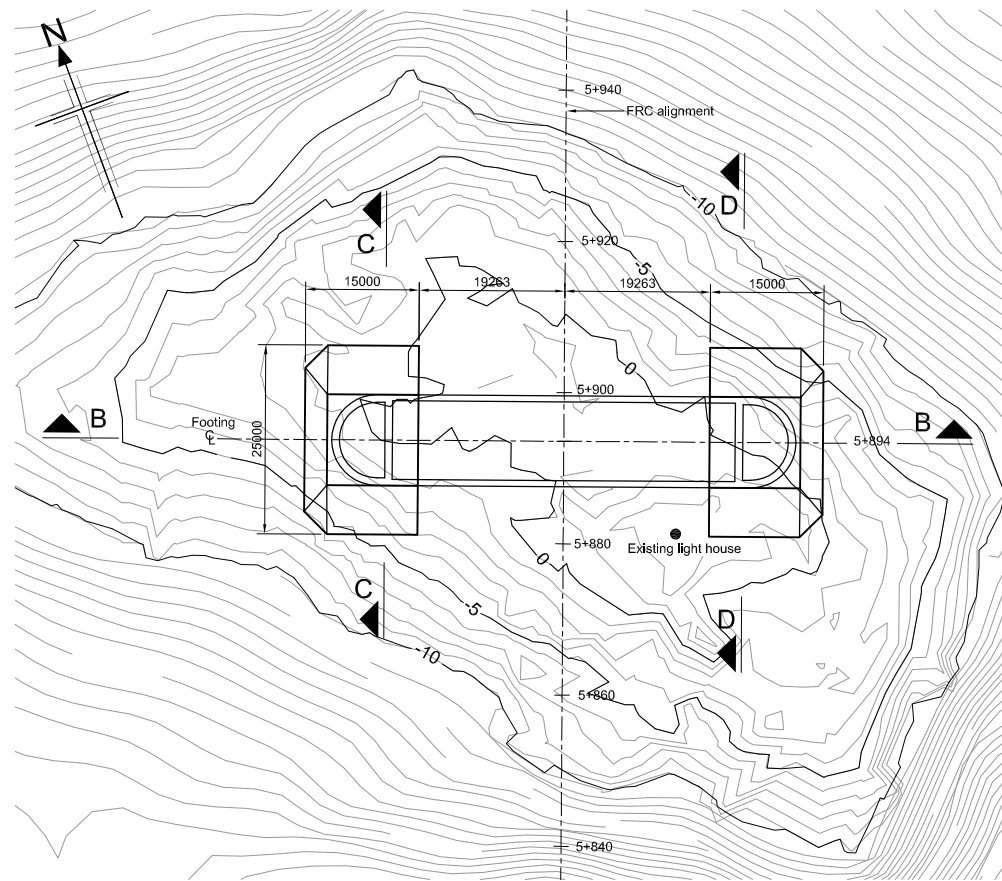 N
5+940
FRC alignment
-10
D
C
5+920
-5
15000
19263
19263
15000
0
5+900
B
Footing
℄
25000
5+894
B
0
5+880
Existing light house
C
-5
D
-10
5+860
5+840